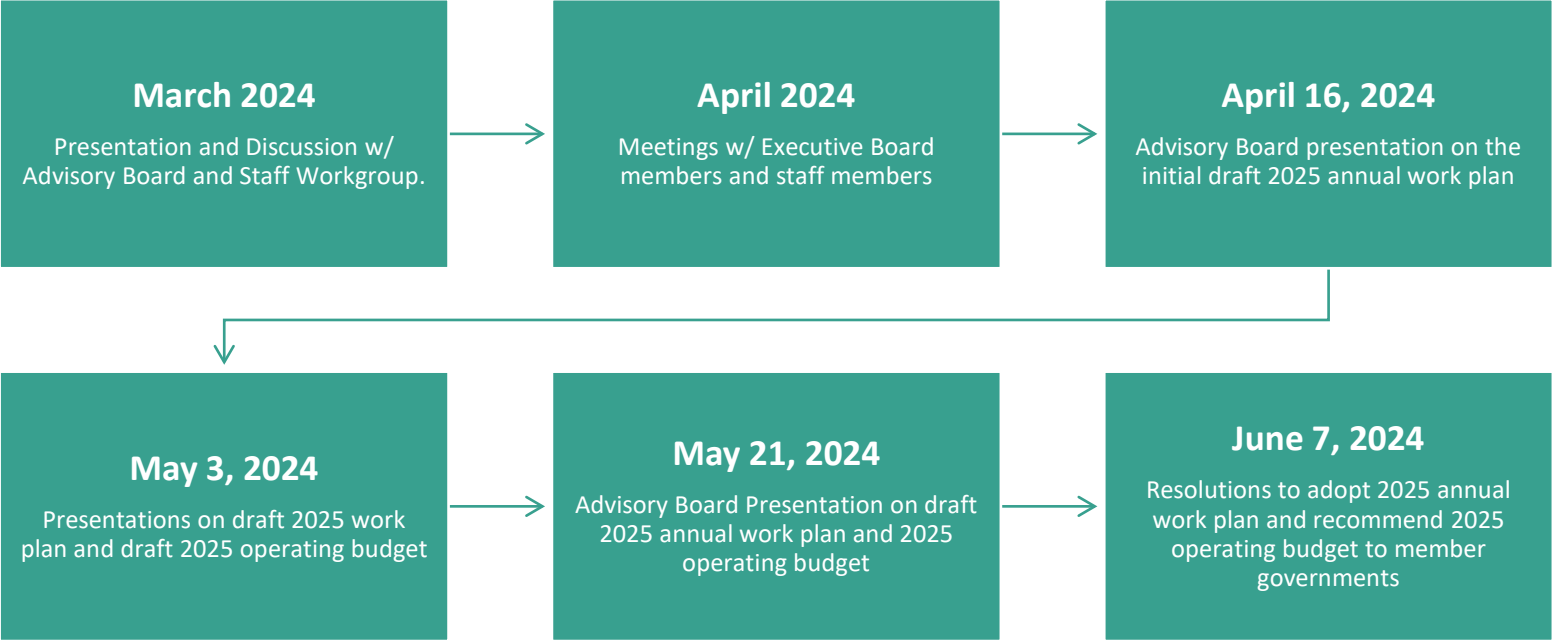 March 2024
Presentation and Discussion w/
Advisory Board and Staff Workgroup.
April 2024
Meetings w/ Executive Board
members and staff members
April 16, 2024
Advisory Board presentation on the
initial draft 2025 annual work plan
May 3, 2024
Presentations on draft 2025 work
plan and draft 2025 operating budget
May 21, 2024
Advisory Board Presentation on draft
2025 annual work plan and 2025
operating budget
June 7, 2024
Resolutions to adopt 2025 annual
work plan and recommend 2025
operating budget to member
governments